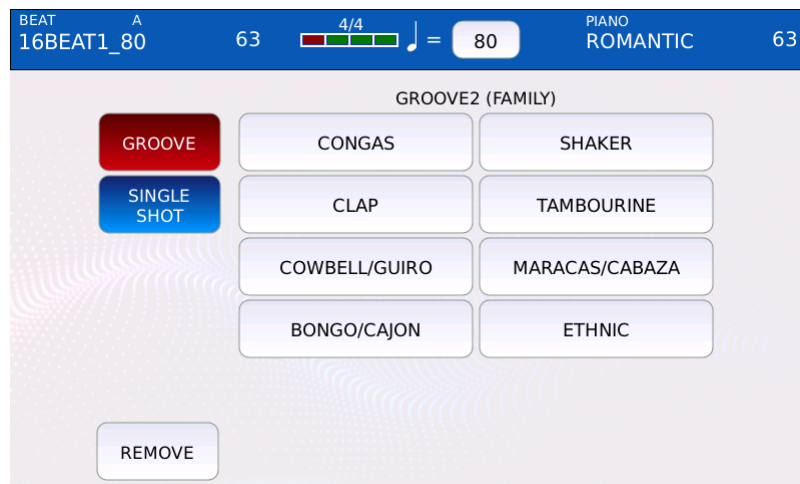 BEAT A
16BEAT1_80 63 4/4 = 80 PIANO
ROMANTIC 63
GROOVE2 (FAMILY)
GROOVE CONGAS SHAKER
SINGLE
SHOT CLAP TAMBOURINE
COWBELL/GUIRO MARACAS/CABAZA
BONGO/CAJON ETHNIC
REMOVE